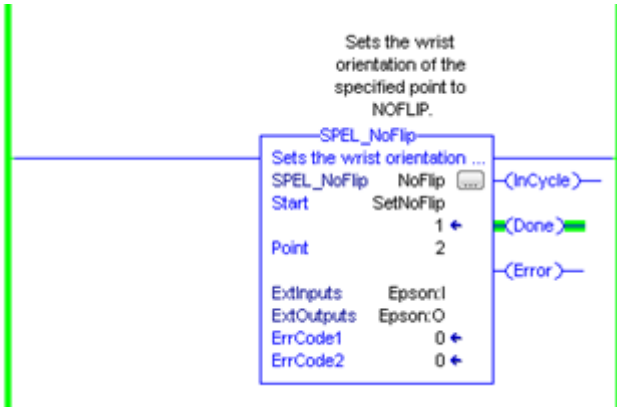 Sets the wrist
orientation of the
specified point to
NOFLIP.
SPEL_NoFlip
Sets the wrist orientation ...
SPEL_NoFlip NoFlip ...
(InCycle)
Start SetNoFlip
1
(Done)
Point 2
(Error)
ExtInputs Epson:I
ExtOutputs Epson:O
ErrCode1 0
ErrCode2 0